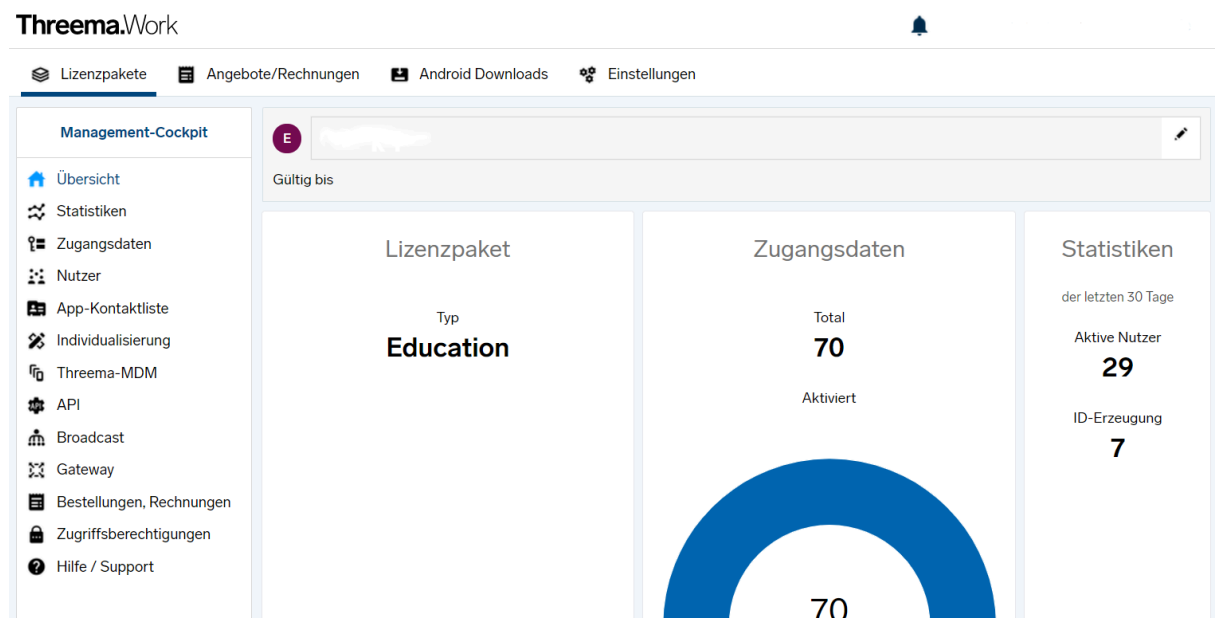 Threema.Work
Lizenzpakete Angebote/Rechnungen Android Downloads Einstellungen
Management-Cockpit
Übersicht
Statistiken
Zugangsdaten
Nutzer
App-Kontaktliste
Individualisierung
Threema-MDM
API
Broadcast
Gateway
Bestellungen, Rechnungen
Zugriffsberechtigungen
Hilfe / Support
E
Gültig bis
Lizenzpaket
Typ
Education
Zugangsdaten
Total
70
Aktiviert
70
Statistiken
der letzten 30 Tage
Aktive Nutzer
29
ID-Erzeugung
7